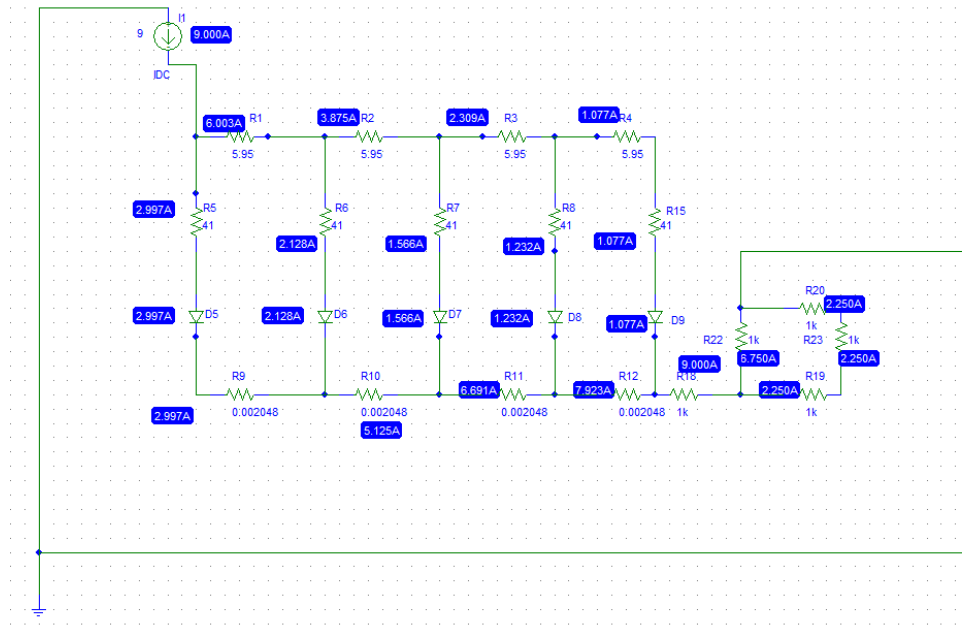 I1
9
9.000A
IDC
6.003A
R1
3.875A
R2
2.309A
R3
1.077A
R4
5.95
5.95
5.95
5.95
2.997A
R5
41
R6
41
2.128A
R7
41
1.566A
R8
41
1.232A
R15
41
1.077A
2.997A
D5
2.128A
D6
1.566A
D7
1.232A
D8
1.077A
D9
R20
2.250A
1k
R22
1k
6.750A
R23
1k
2.250A
R9
0.002048
2.997A
R10
0.002048
5.125A
6.691A
R11
0.002048
7.923A
R12
0.002048
9.000A
R18
1k
2.250A
R19
1k